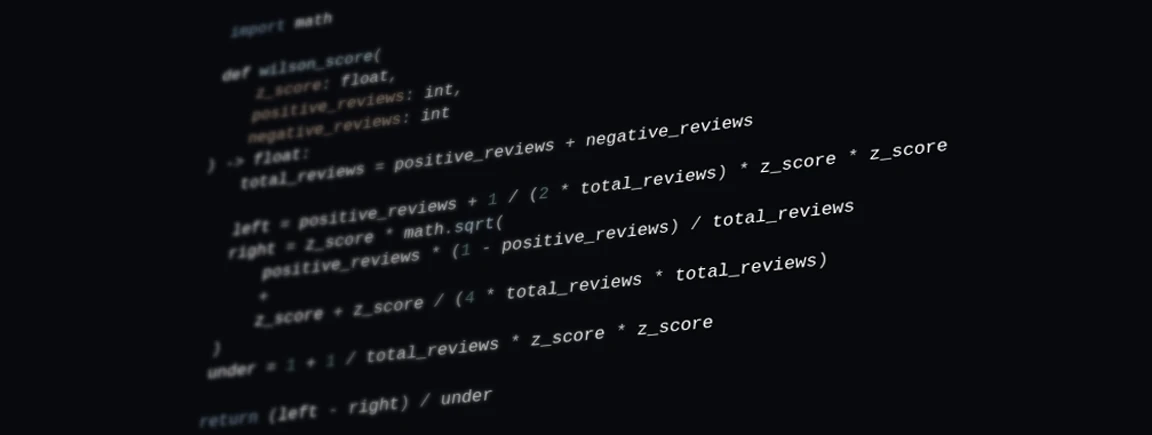 import math
def wilson_score(
z_score: float,
positive_reviews: int,
negative_reviews: int
) -> float:
total_reviews = positive_reviews + negative_reviews
left = positive_reviews + 1 / (2 * total_reviews) * z_score * z_score
right = z_score * math.sqrt(
positive_reviews * (1 - positive_reviews) / total_reviews
+
z_score + z_score / (4 * total_reviews * total_reviews)
)
under = 1 + 1 / total_reviews * z_score * z_score
return (left - right) / under